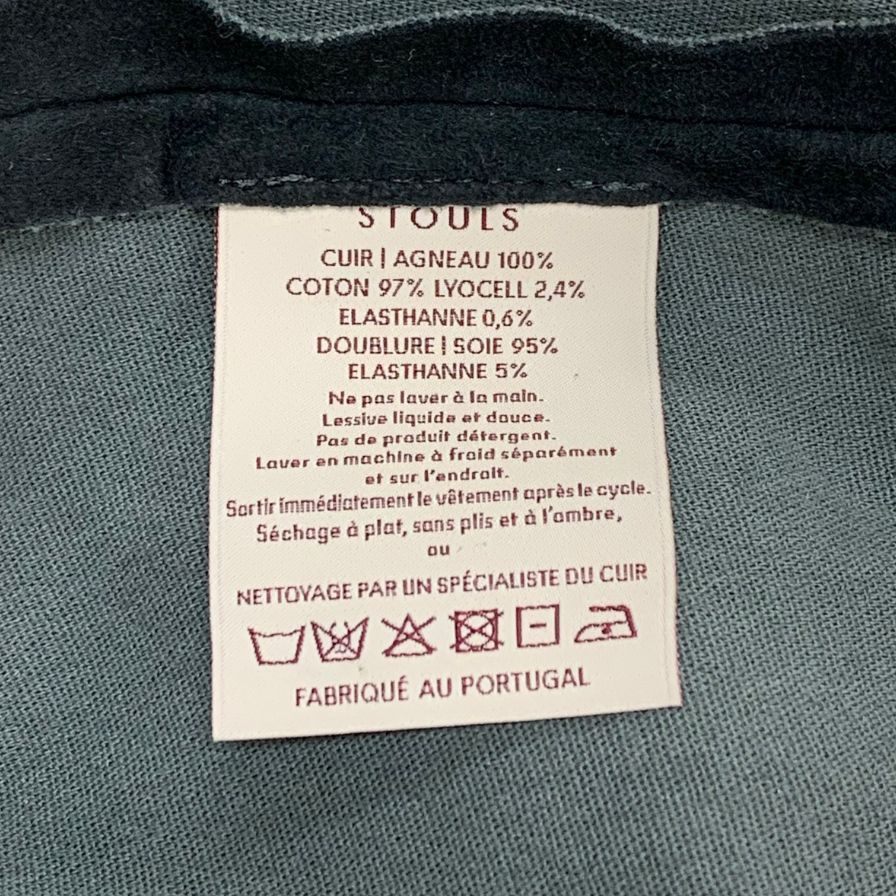 STOULS
CUIR | AGNEAU 100%
COTON 97% LYOCELL 2,4%
ELASTHANNE 0,6%
DOUBLURE | SOIE 95%
ELASTHANNE 5%
Ne pas laver à la main.
Lessive liquide et douce.
Pas de produit détergent.
Laver en machine à froid séparément
et sur l'endroit.
Sortir immédiatement le vêtement après le cycle.
Séchage à plat, sans plis et à l'ombre,
ou
NETTOYAGE PAR UN SPÉCIALISTE DU CUIR
FABRIQUÉ AU PORTUGAL